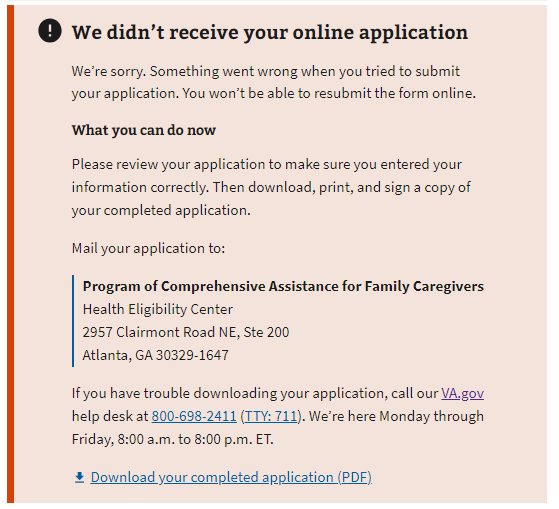 We didn’t receive your online application
We’re sorry. Something went wrong when you tried to submit
your application. You won’t be able to resubmit the form online.
What you can do now
Please review your application to make sure you entered your
information correctly. Then download, print, and sign a copy of
your completed application.
Mail your application to:
Program of Comprehensive Assistance for Family Caregivers
Health Eligibility Center
2957 Clairmont Road NE, Ste 200
Atlanta, GA 30329-1647
If you have trouble downloading your application, call our VA.gov
help desk at 800-698-2411 (TTY: 711). We’re here Monday through
Friday, 8:00 a.m. to 8:00 p.m. ET.
Download your completed application (PDF)